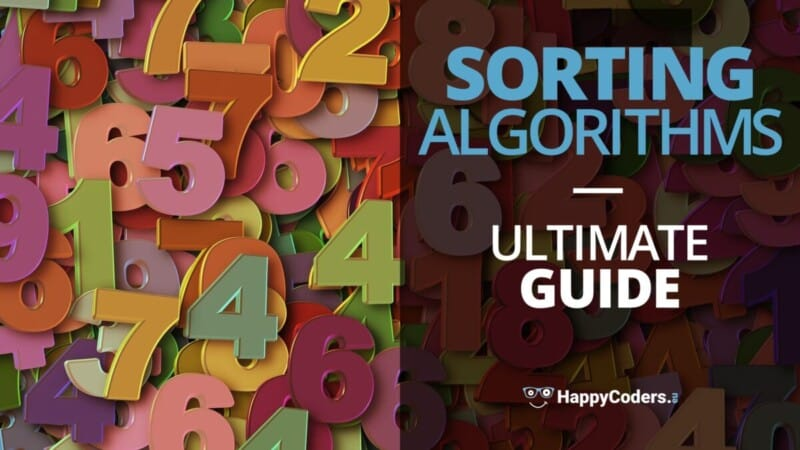 SORTING
ALGORITHMS
ULTIMATE
GUIDE
HappyCoders.eu